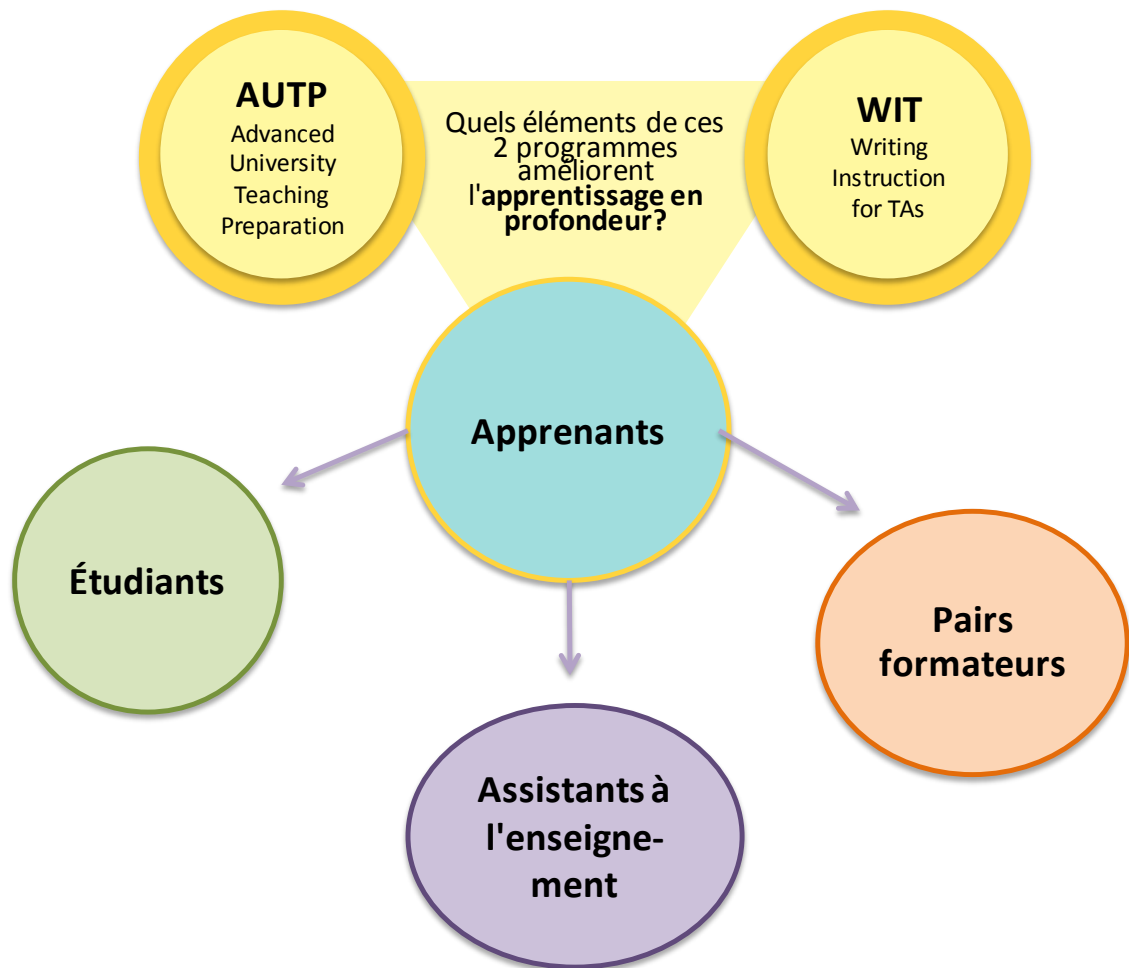 AUTP
Advanced
University
Teaching
Preparation
Quels éléments de ces
2 programmes
améliorent
l'apprentissage en
profondeur?
WIT
Writing
Instruction
for TAs
Apprenants
Étudiants
Pairs
formateurs
Assistants à
l'enseigne-
ment